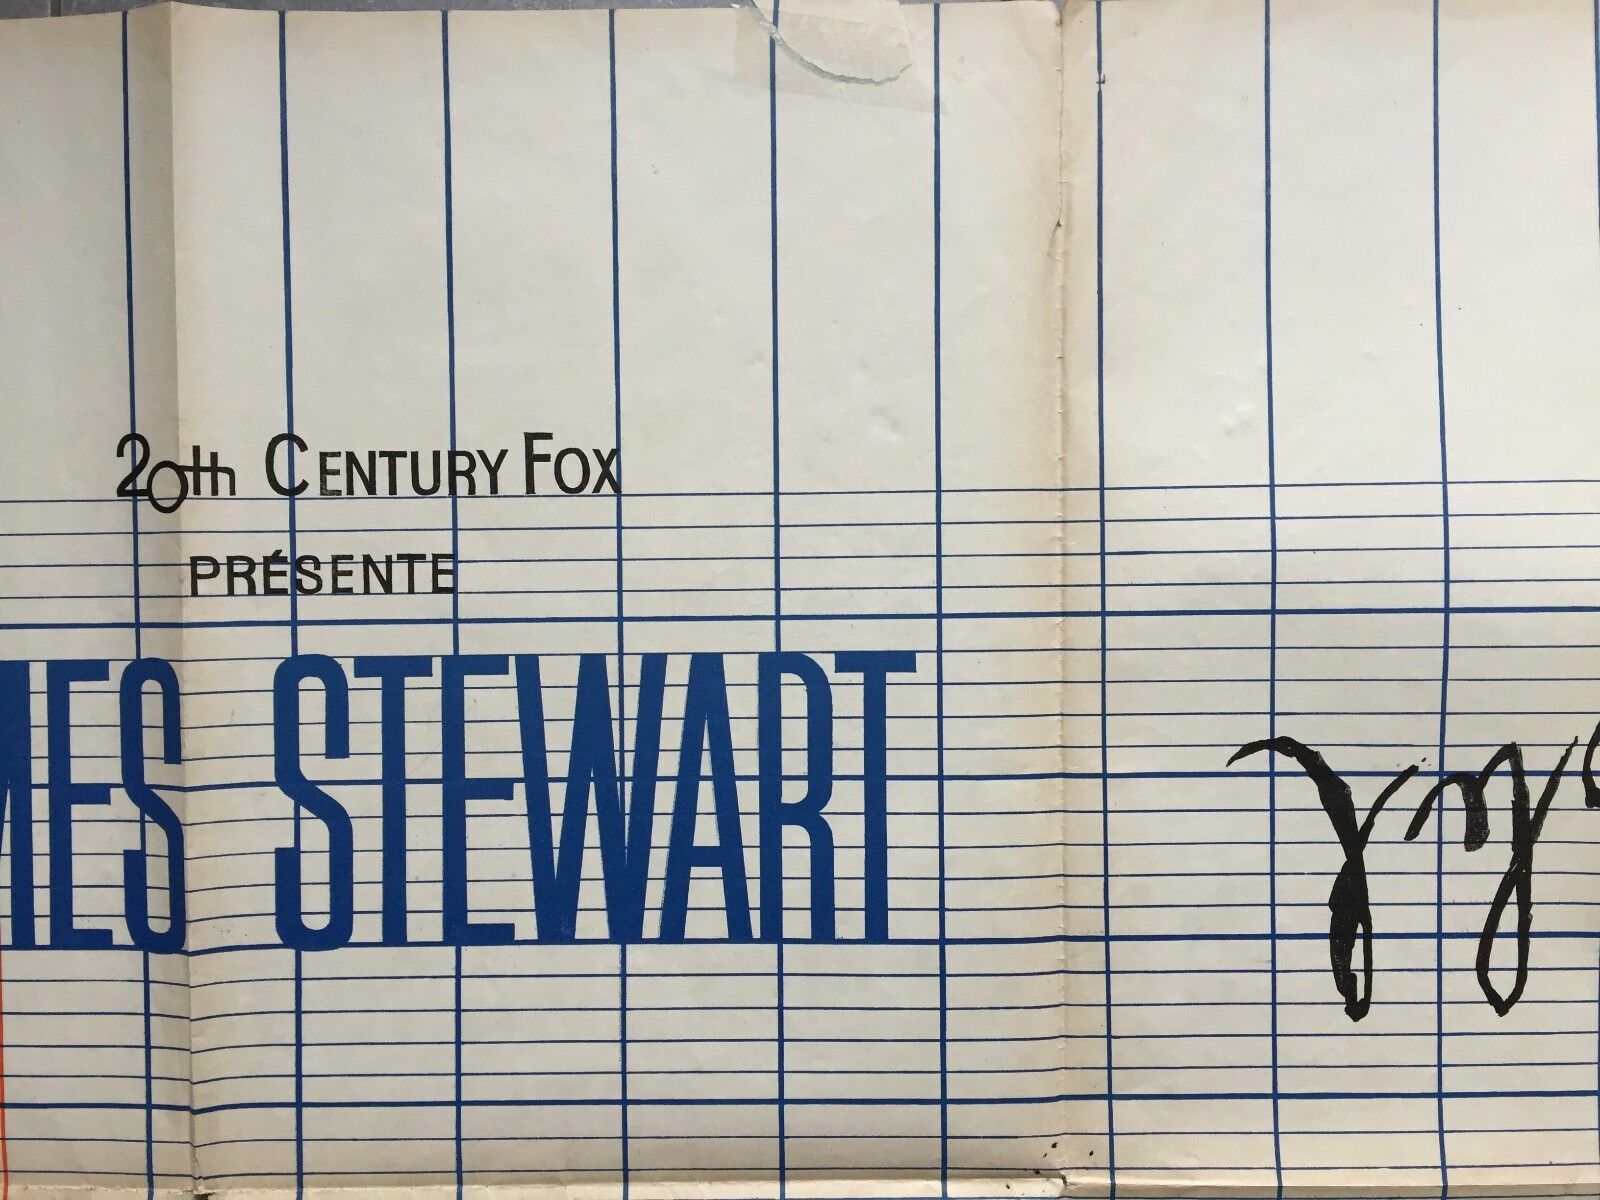 20th CENTURY FOX
PRÉSENTE
MES STEWART